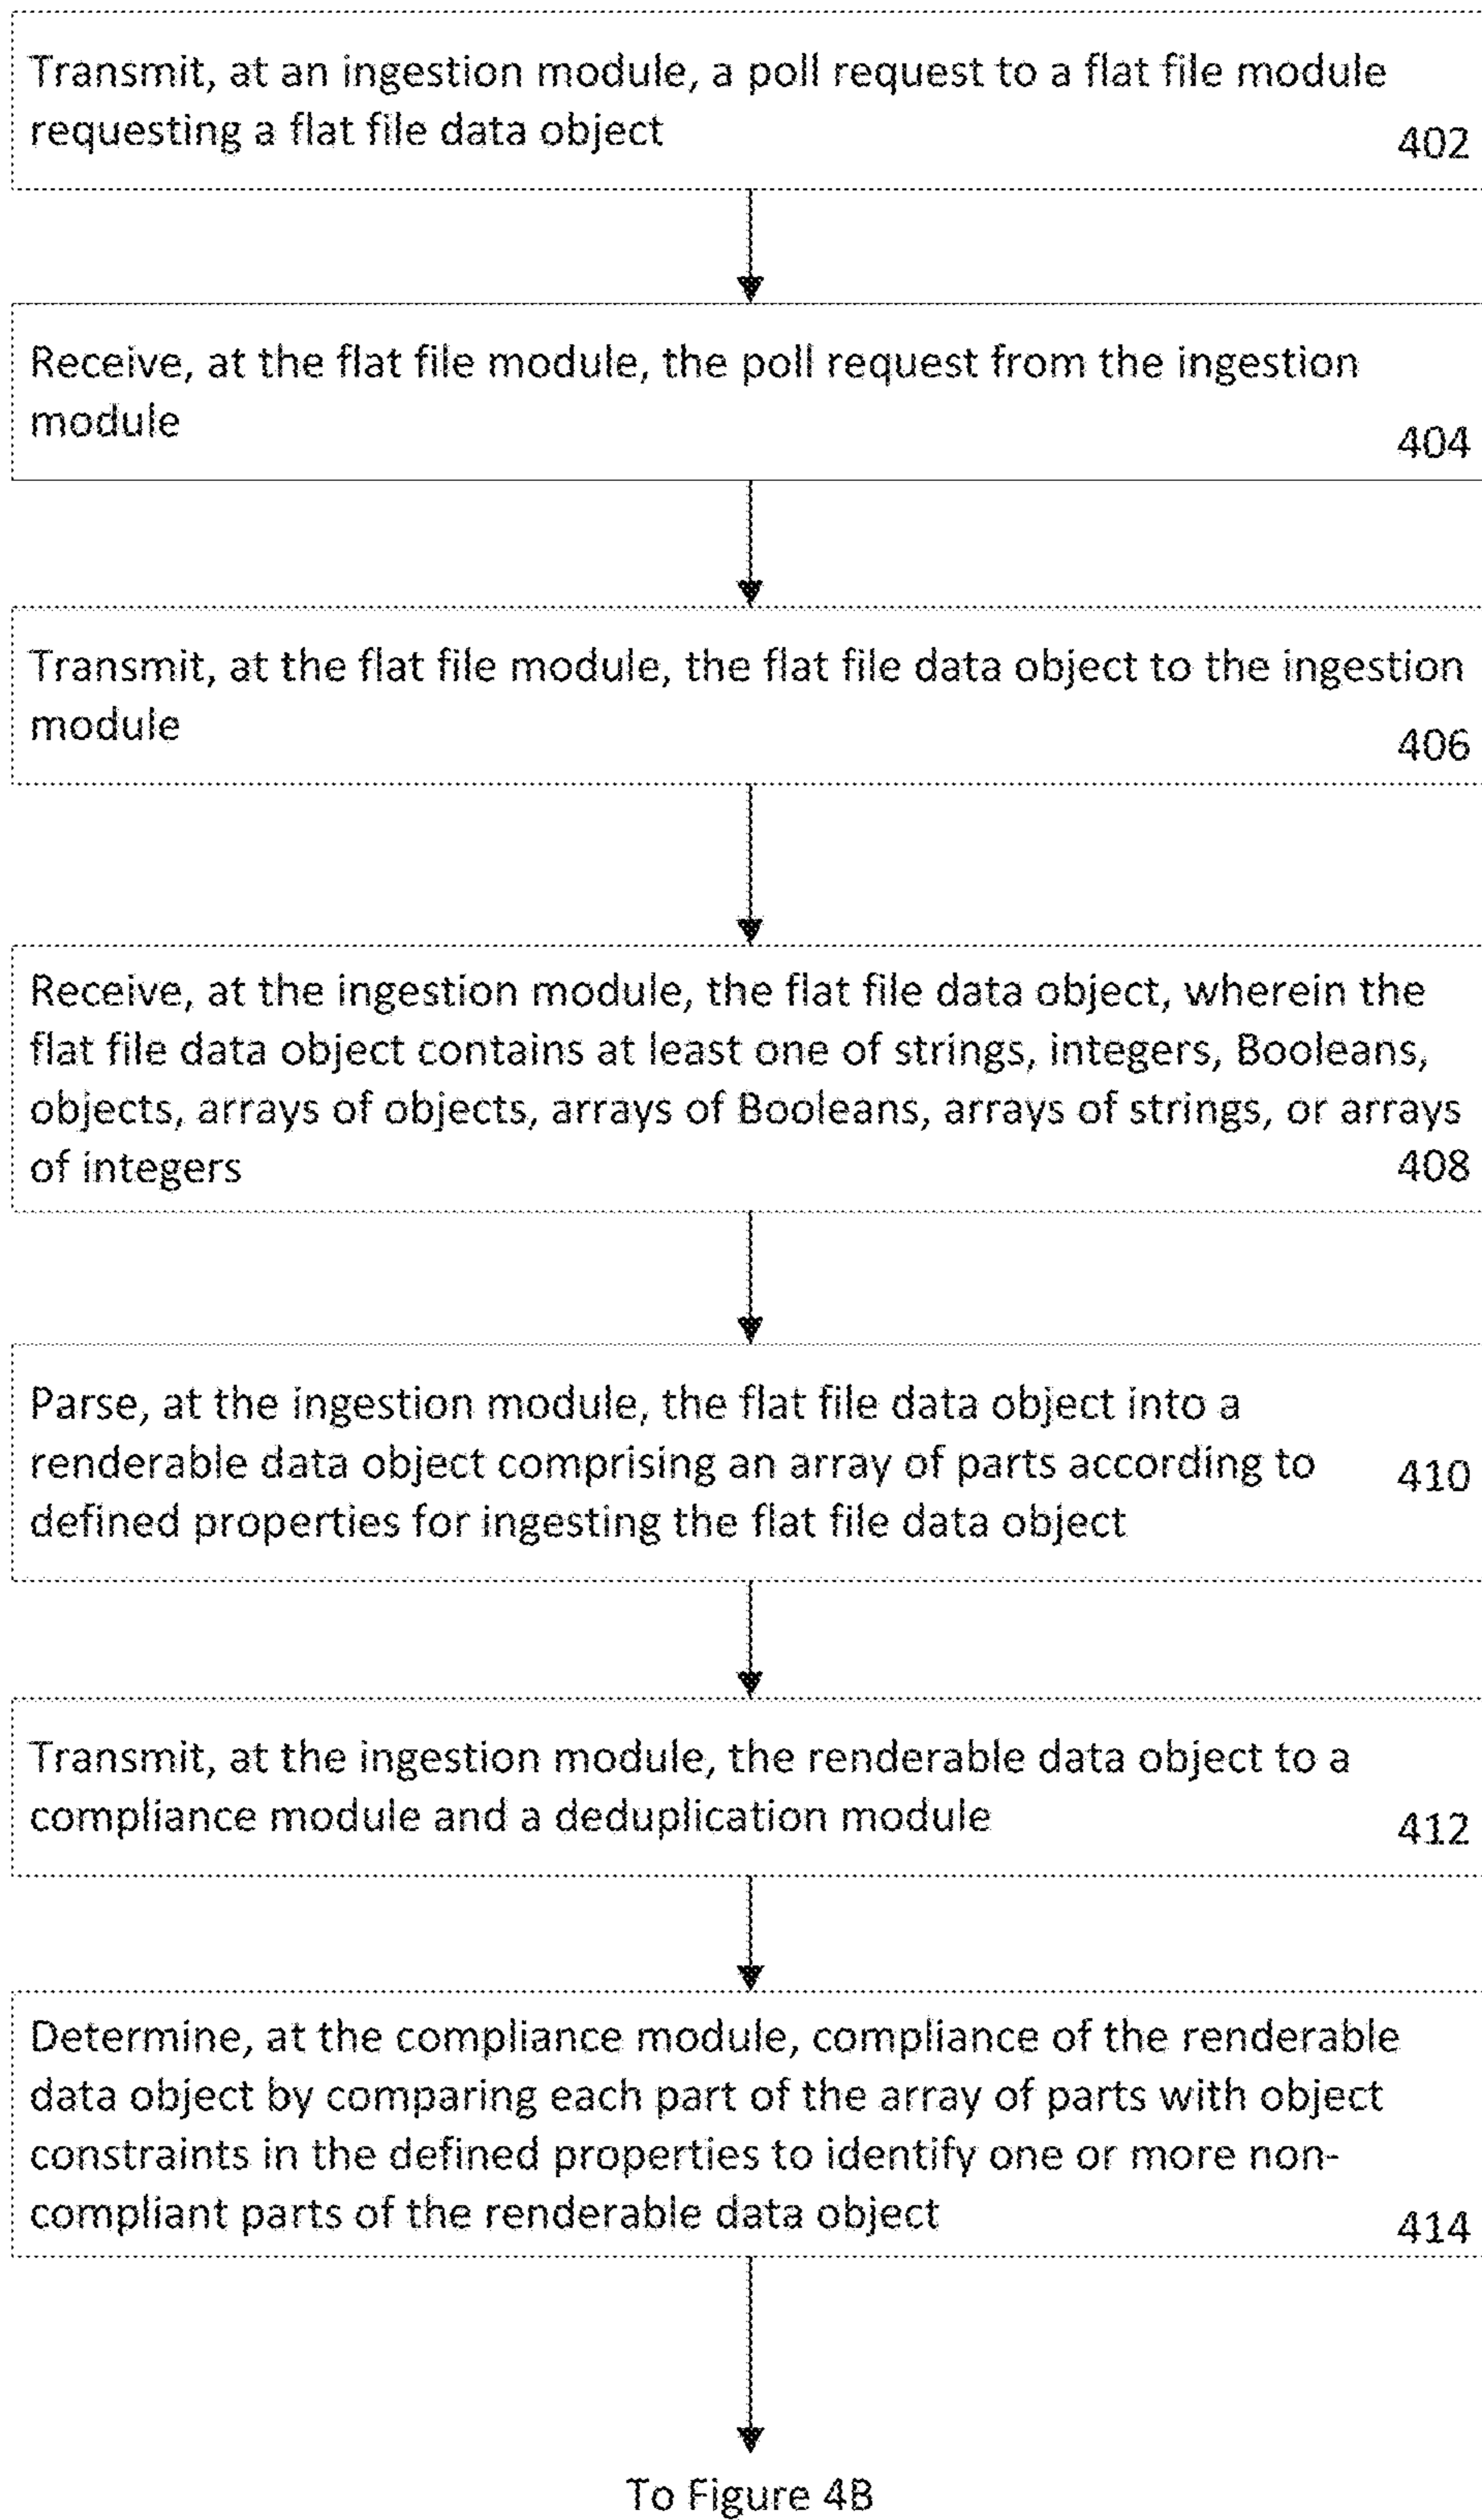 Transmit, at an ingestion module, a poll request to a flat file module
requesting a flat file data object
402
Receive, at the flat file module, the poll request from the ingestion
module
404
Transmit, at the flat file module, the flat file data object to the ingestion
module
406
Receive, at the ingestion module, the flat file data object, wherein the
flat file data object contains at least one of strings, integers, Booleans,
objects, arrays of objects, arrays of Booleans, arrays of strings, or arrays
of integers
408
Parse, at the ingestion module, the flat file data object into a
renderable data object comprising an array of parts according to
410
defined properties for ingesting the flat file data object
Transmit, at the ingestion module, the renderable data object to a
compliance module and a deduplication module
412
Determine, at the compliance module, compliance of the renderable
data object by comparing each part of the array of parts with object
constraints in the defined properties to identify one or more non-
compliant parts of the renderable data object
414
To Figure 4B